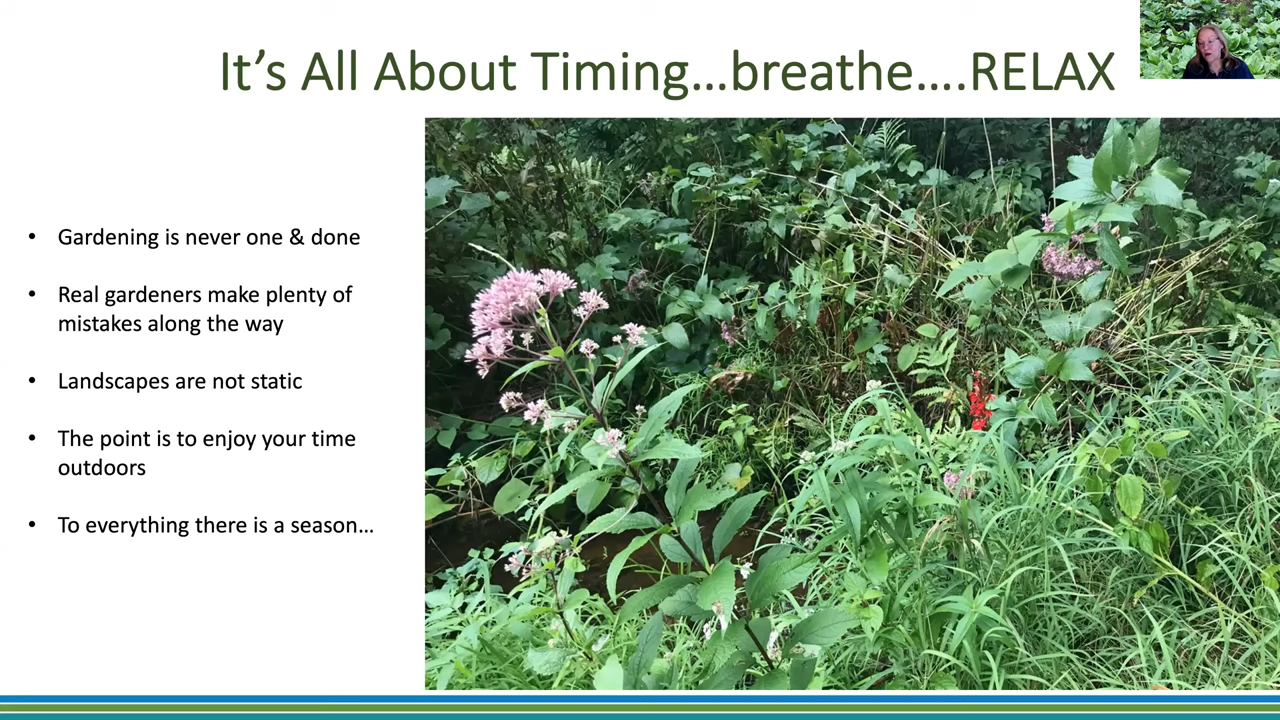 It’s All About Timing…breathe….RELAX
• Gardening is never one & done
• Real gardeners make plenty of
mistakes along the way
• Landscapes are not static
• The point is to enjoy your time
outdoors
• To everything there is a season…